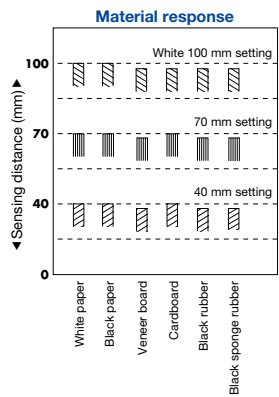 Material response
White 100 mm setting
100
70 mm setting
70
40 mm setting
40
0
◄ Sensing distance (mm) ►
White paper
Black paper
Veneer board
Cardboard
Black rubber
Black sponge rubber